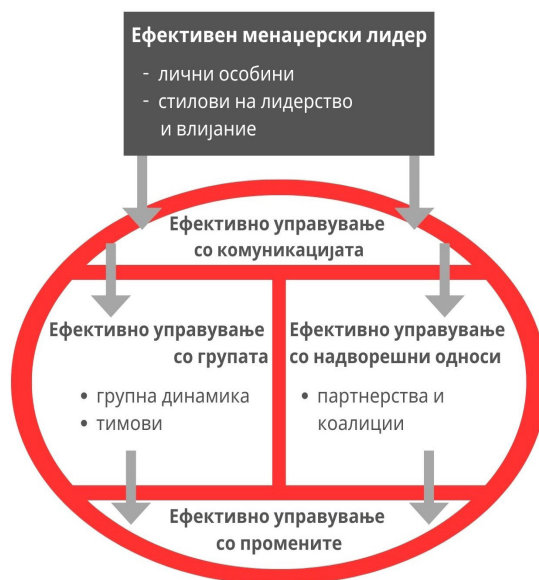 Ефективен менаџерски лидер
- лични особини
- стилови на лидерство
и влијание
Ефективно управување
со комуникацијата
Ефективно управување
со групата
• групна динамика
• тимови
Ефективно управување
со надворешни односи
• партнерства и
коалиции
Ефективно управување
со промените